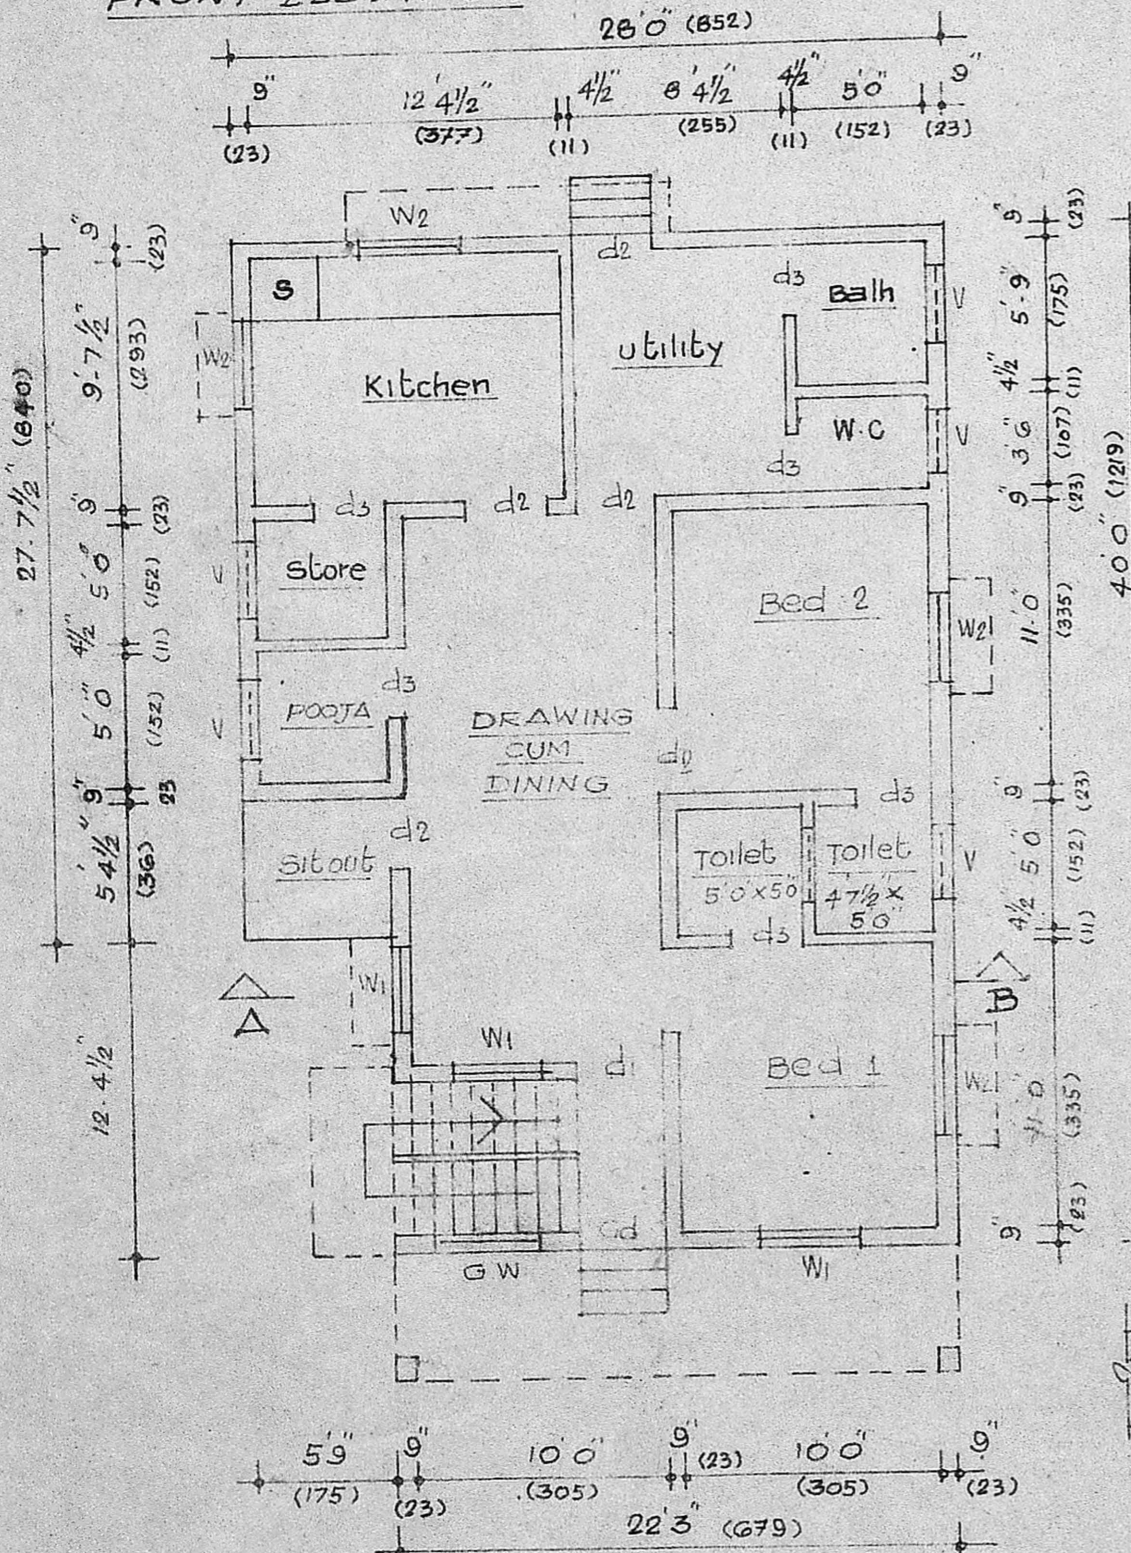 28'0" (852)
9" 12'4½" 4½" 8'4½" 4½" 5'0" 9"
(23) (377) (11) (255) (11) (152) (23)
W2
d2
S
d3
Bath
V
W2
Utility
Kitchen
W.C
V
d3
d3 d2 d2
Store
V
Bed 2
W2
POOJA
d3
V
DRAWING
CUM
DINING
d3
d2
Sitout
Toilet
5'0"x5'0"
Toilet
4'7½"x
5'0"
V
d3
A
W1
B
W1
d1
Bed 1
W2
Gd
GW
W1
27'.7½" (840)
9" (23)
9'-7½" (293)
9" (23)
5'0" (152)
4½" (11)
5'0" (152)
9" 23
5'4½" (36)
12'.4½"
9" (23)
5'-9" (175)
4½" (11)
3'6" (107)
9" (23)
11'-0" (335)
9" (23)
5'0" (152)
4½" (11)
11'-0" (335)
9" (23)
40'0" (1219)
5'9" 9" 10'0" 9" (23) 10'0" 9"
(175) (23) (305) (305) (23)
22'3" (679)